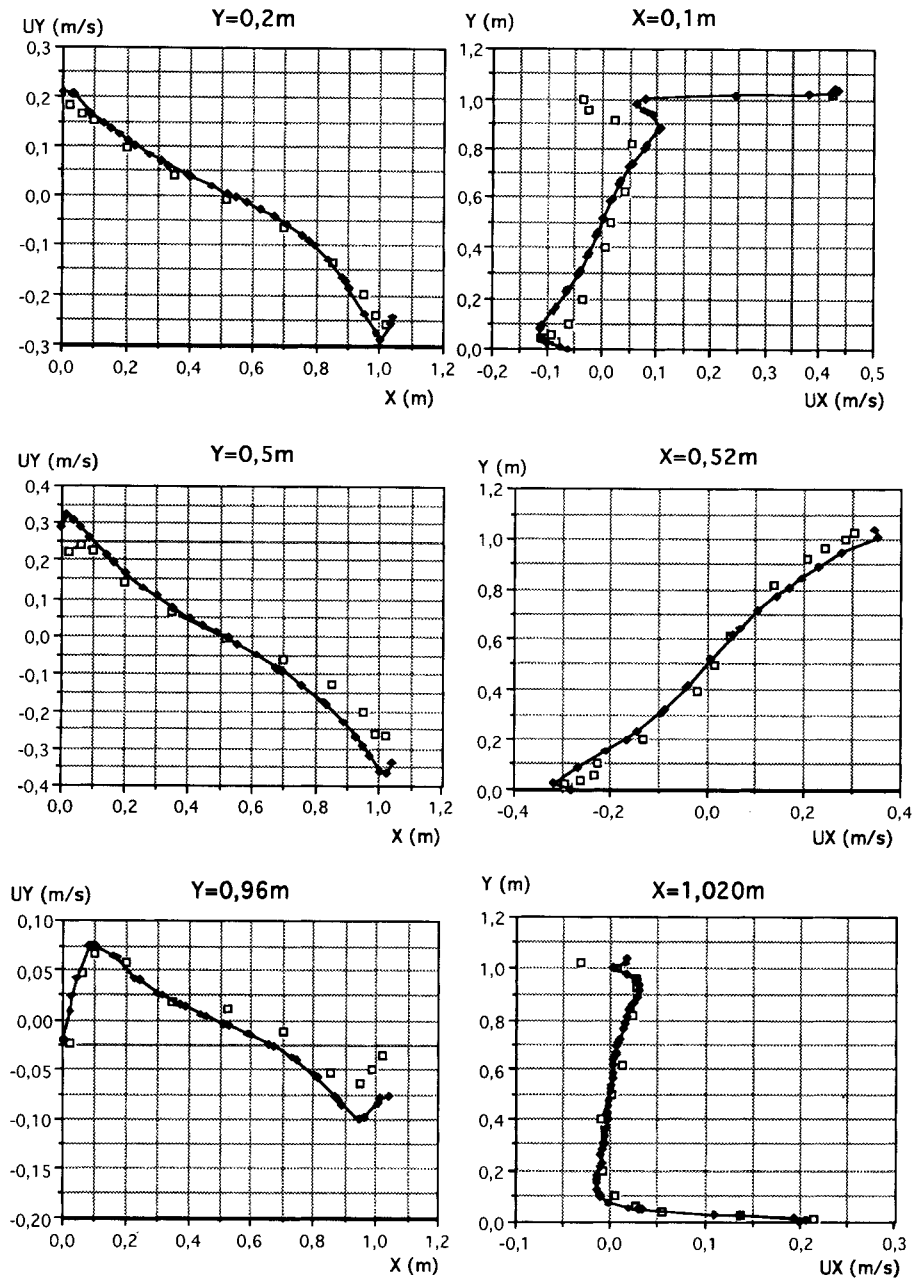 Y=0,2m
UY (m/s)
0,3
0,2
0,1
0,0
-0,1
-0,2
-0,3
0,0 0,2 0,4 0,6 0,8 1,0 1,2
X (m)
X=0,1m
Y (m)
1,2
1,0
0,8
0,6
0,4
0,2
0,0
-0,2 -0,1 0,0 0,1 0,2 0,3 0,4 0,5
UX (m/s)
Y=0,5m
UY (m/s)
0,4
0,3
0,2
0,1
0,0
-0,1
-0,2
-0,3
-0,4
0,0 0,2 0,4 0,6 0,8 1,0 1,2
X (m)
X=0,52m
Y (m)
1,2
1,0
0,8
0,6
0,4
0,2
0,0
-0,4 -0,2 0,0 0,2 0,4
UX (m/s)
Y=0,96m
UY (m/s)
0,10
0,05
0,00
-0,05
-0,10
-0,15
-0,20
0,0 0,2 0,4 0,6 0,8 1,0 1,2
X (m)
X=1,020m
Y (m)
1,2
1,0
0,8
0,6
0,4
0,2
0,0
-0,1 0,0 0,1 0,2 0,3
UX (m/s)